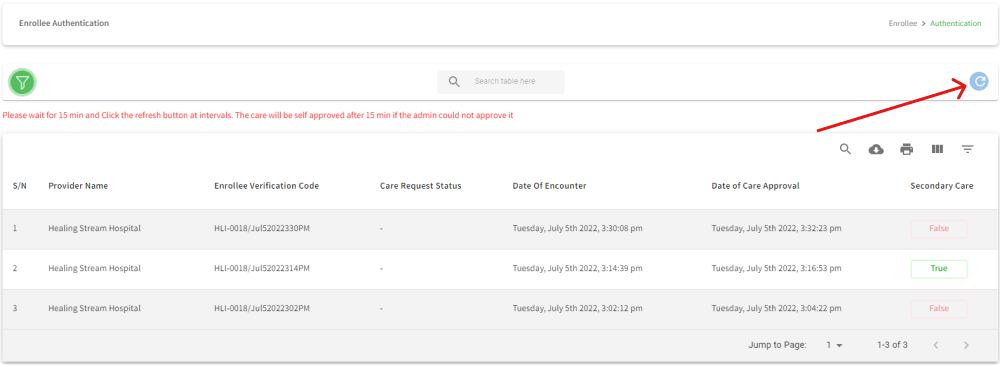 Enrollee Authentication
Enrollee > Authentication
Search table here
Please wait for 15 min and Click the refresh button at intervals. The care will be self approved after 15 min if the admin could not approve it
S/N Provider Name Enrollee Verification Code Care Request Status Date Of Encounter Date of Care Approval Secondary Care
1 Healing Stream Hospital HLI-0018/Jul52022330PM - Tuesday, July 5th 2022, 3:30:08 pm Tuesday, July 5th 2022, 3:32:23 pm False
2 Healing Stream Hospital HLI-0018/Jul52022314PM - Tuesday, July 5th 2022, 3:14:39 pm Tuesday, July 5th 2022, 3:16:53 pm True
3 Healing Stream Hospital HLI-0018/Jul52022302PM - Tuesday, July 5th 2022, 3:02:12 pm Tuesday, July 5th 2022, 3:04:22 pm False
Jump to Page: 1 1-3 of 3